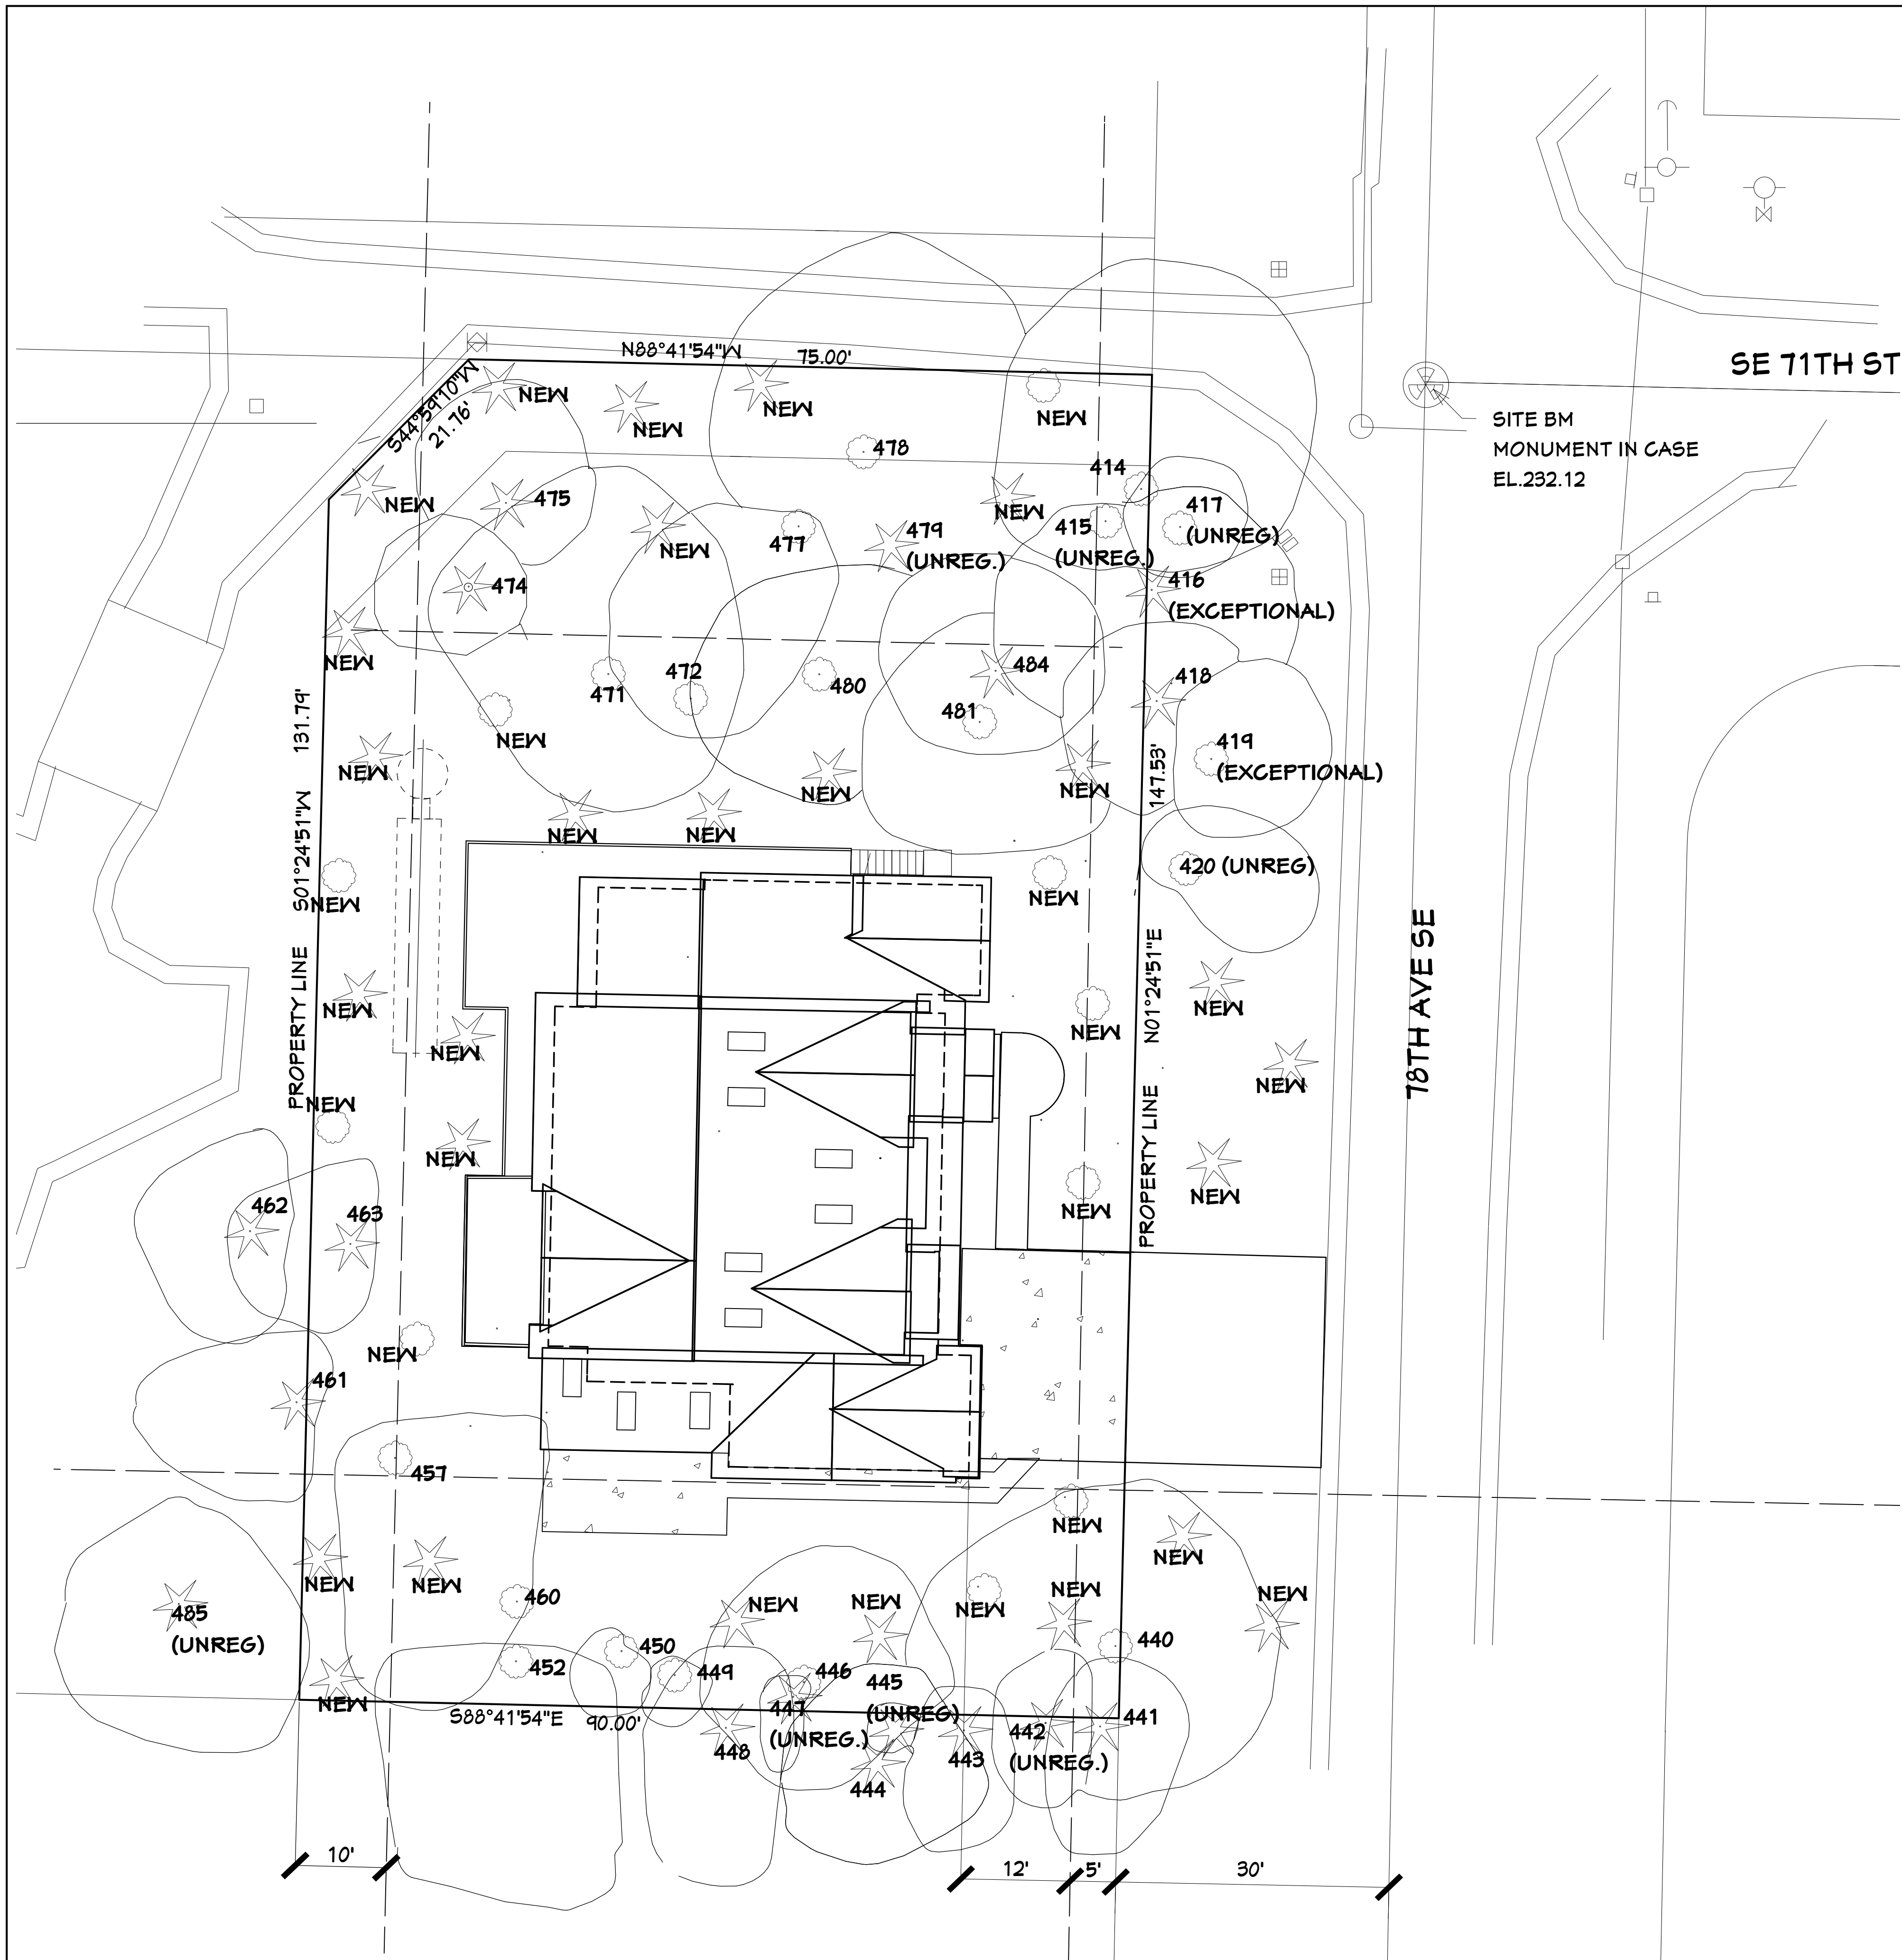 N88°41'54"W 75.00'
SE 71TH ST
S44°59'10"W
21.76'
NEW
NEW
NEW
NEW
SITE BM
MONUMENT IN CASE
EL.232.12
478
414
475
NEW
NEW
417
(UNREG)
415
(UNREG.)
477
479
(UNREG.)
NEW
474
416
(EXCEPTIONAL)
NEW
471
472
480
484
481
418
NEW
419
(EXCEPTIONAL)
NEW
NEW
NEW
NEW
NEW
420 (UNREG)
NEW
NEW
PROPERTY LINE S01°24'51"W 131.79'
PROPERTY LINE N01°24'51"E 147.53'
78TH AVE SE
NEW
NEW
NEW
NEW
NEW
NEW
NEW
NEW
NEW
462
463
NEW
461
457
NEW
NEW
NEW
NEW
460
NEW
NEW
NEW
NEW
NEW
485
(UNREG)
440
450
452
449
446
445
(UNREG)
447
(UNREG.)
NEW
S88°41'54"E 90.00'
448
444
443
442
(UNREG.)
441
10'
12'
5'
30'